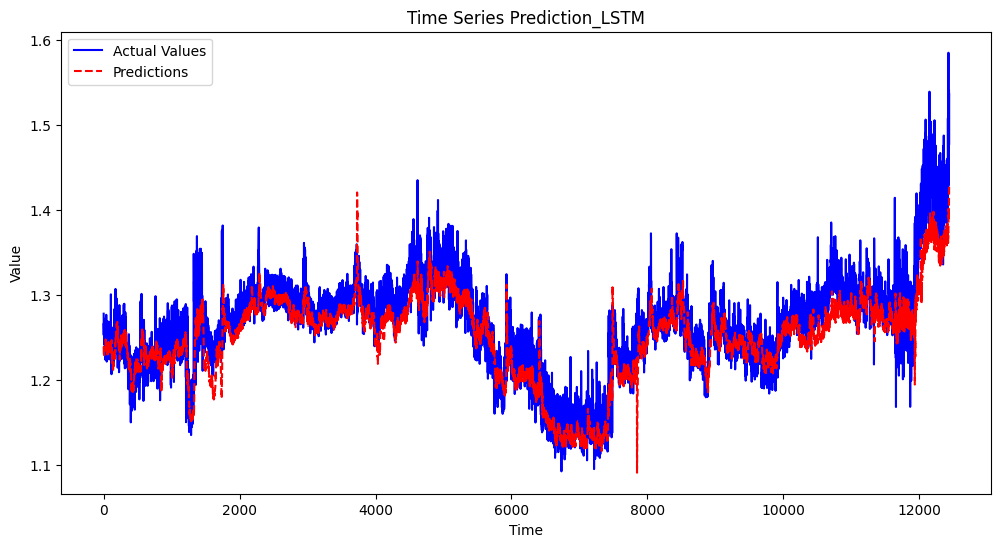 Time Series Prediction_LSTM
Actual Values
Predictions
Value
1.6
1.5
1.4
1.3
1.2
1.1
0 2000 4000 6000 8000 10000 12000
Time